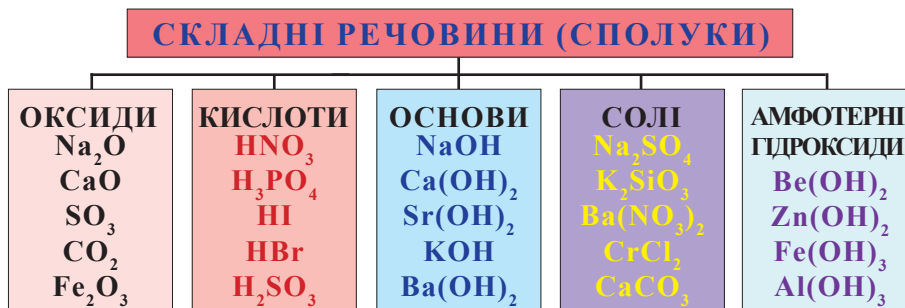 СКЛАДНІ РЕЧОВИНИ (СПОЛУКИ)
ОКСИДИ
Na₂O
CaO
SO₃
CO₂
Fe₂O₃
КИСЛОТИ
HNO₃
H₃PO₄
HI
HBr
H₂SO₃
ОСНОВИ
NaOH
Ca(OH)₂
Sr(OH)₂
KOH
Ba(OH)₂
СОЛІ
Na₂SO₄
K₂SiO₃
Ba(NO₃)₂
CrCl₂
CaCO₃
АМФОТЕРНІ
ГІДРОКСИДИ
Be(OH)₂
Zn(OH)₂
Fe(OH)₃
Al(OH)₃